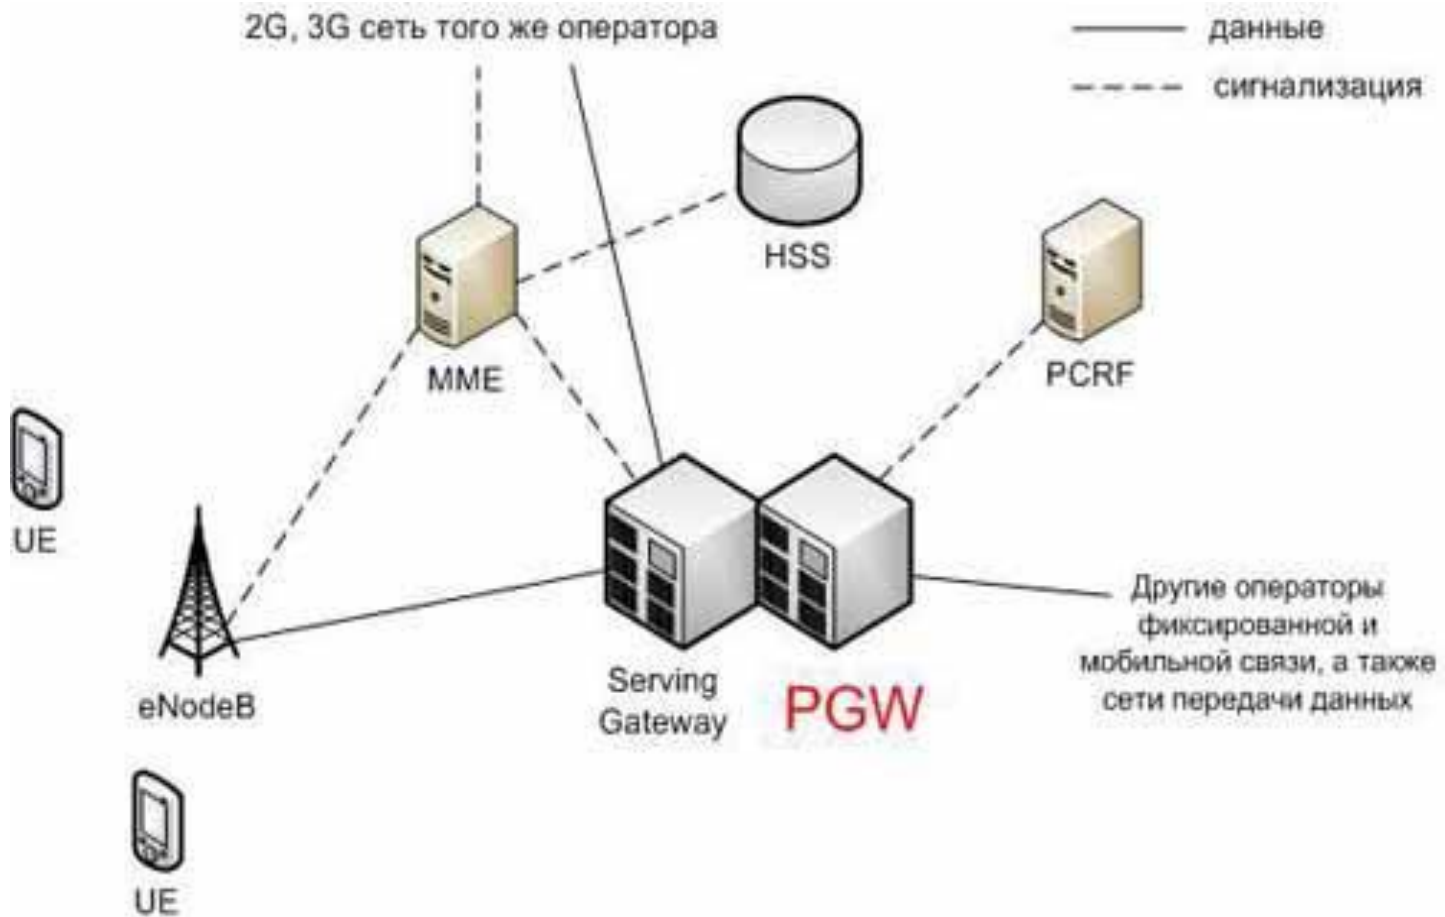 2G, 3G сеть того же оператора
данные
сигнализация
HSS
MME
PCRF
UE
eNodeB
Serving
Gateway
PGW
Другие операторы
фиксированной и
мобильной связи, а также
сети передачи данных
UE